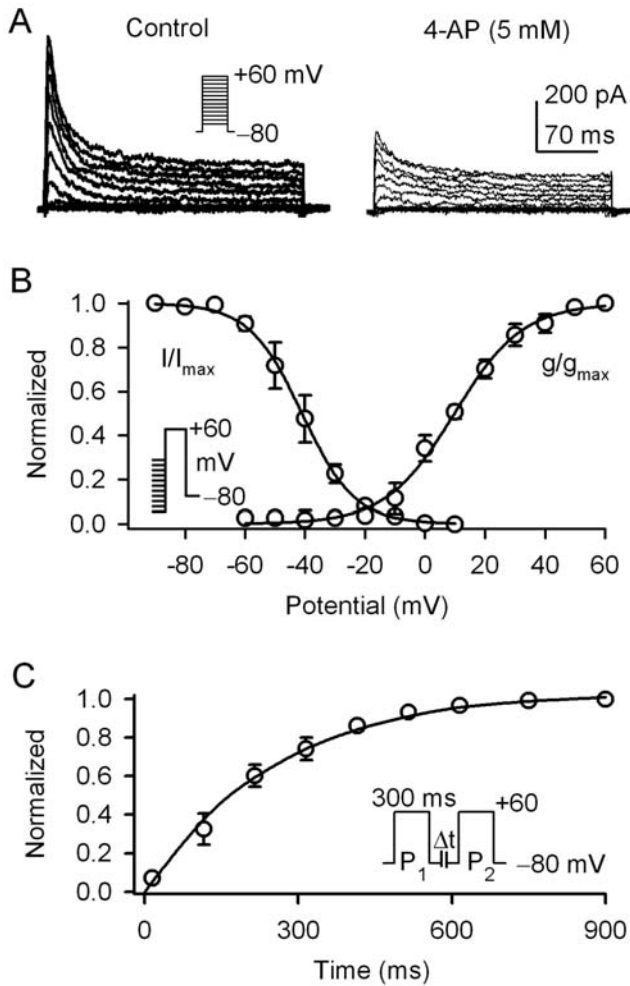 A
Control
4-AP (5 mM)
+60 mV
−80
200 pA
70 ms
B
1.0
0.8
0.6
0.4
0.2
0.0
Normalized
I/Imax
g/gmax
+60
mV
−80
-80 -60 -40 -20 0 20 40 60
Potential (mV)
C
1.0
0.8
0.6
0.4
0.2
0.0
Normalized
300 ms
+60
Δt
P1
P2
−80 mV
0 300 600 900
Time (ms)